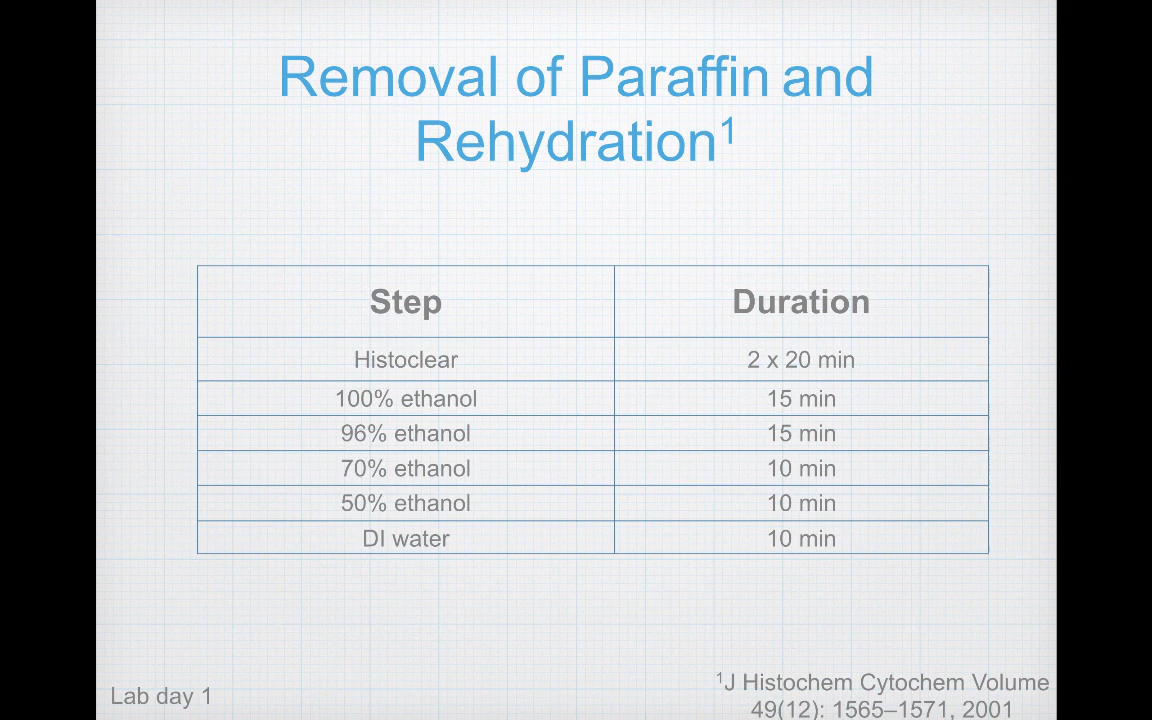 Removal of Paraffin and
Rehydration¹
Step Duration
Histoclear 2 x 20 min
100% ethanol 15 min
96% ethanol 15 min
70% ethanol 10 min
50% ethanol 10 min
DI water 10 min
Lab day 1
¹J Histochem Cytochem Volume
49(12): 1565–1571, 2001